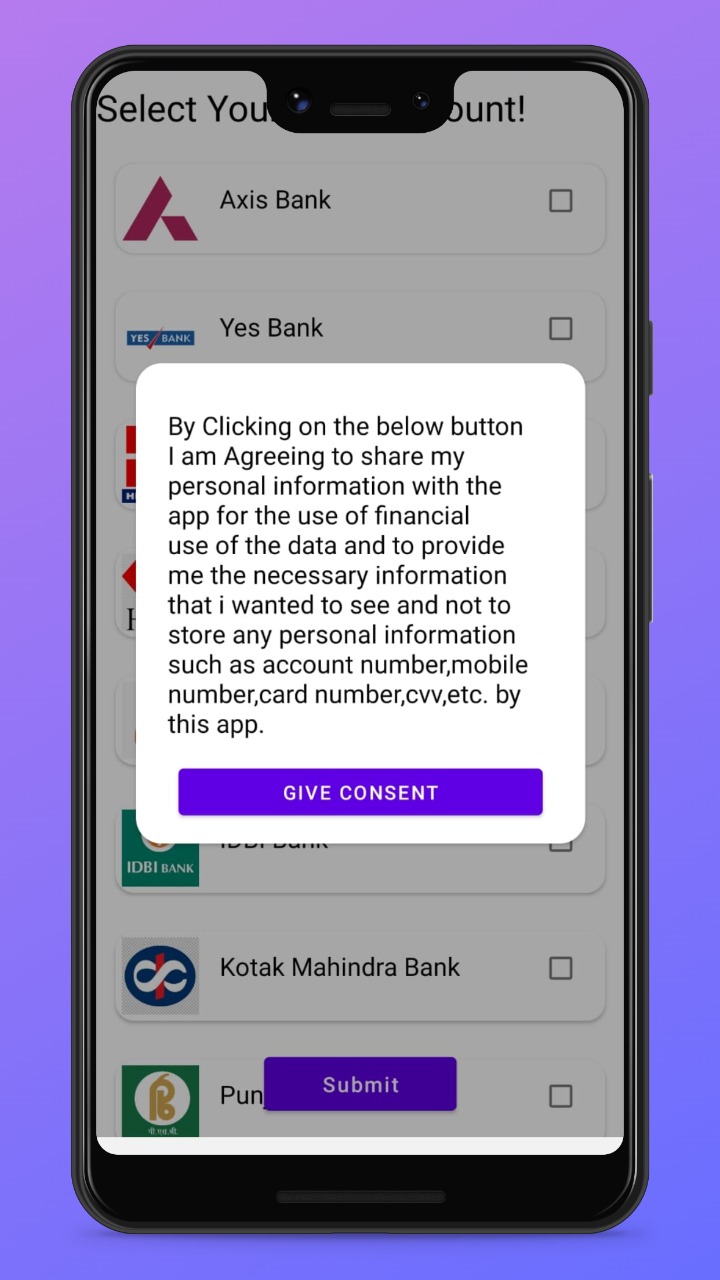 Select You
ount!
Axis Bank
YES BANK
Yes Bank
By Clicking on the below button
I am Agreeing to share my
personal information with the
app for the use of financial
use of the data and to provide
me the necessary information
that i wanted to see and not to
store any personal information
such as account number,mobile
number,card number,cvv,etc. by
this app.
GIVE CONSENT
IDBI BANK
IDBI Bank
Kotak Mahindra Bank
Pun
Submit
पी.एस.बी.